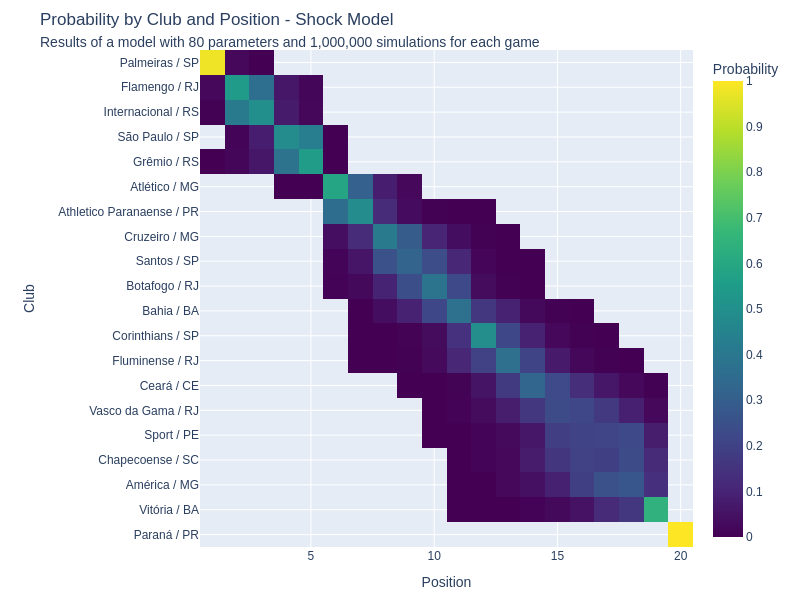 Probability by Club and Position - Shock Model
Results of a model with 80 parameters and 1,000,000 simulations for each game
Probability
Palmeiras / SP
Flamengo / RJ
Internacional / RS
São Paulo / SP
Grêmio / RS
Atlético / MG
Athletico Paranaense / PR
Cruzeiro / MG
Santos / SP
Botafogo / RJ
Bahia / BA
Corinthians / SP
Fluminense / RJ
Ceará / CE
Vasco da Gama / RJ
Sport / PE
Chapecoense / SC
América / MG
Vitória / BA
Paraná / PR
Club
5
10
15
20
Position
1
0.9
0.8
0.7
0.6
0.5
0.4
0.3
0.2
0.1
0